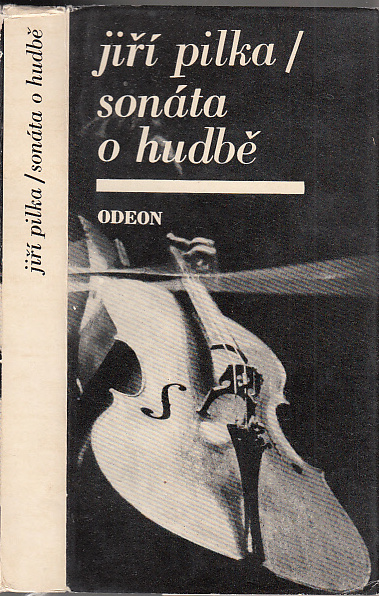 jiří pilka /
sonáta
o hudbě
ODEON
jiří pilka/sonáta o hudbě